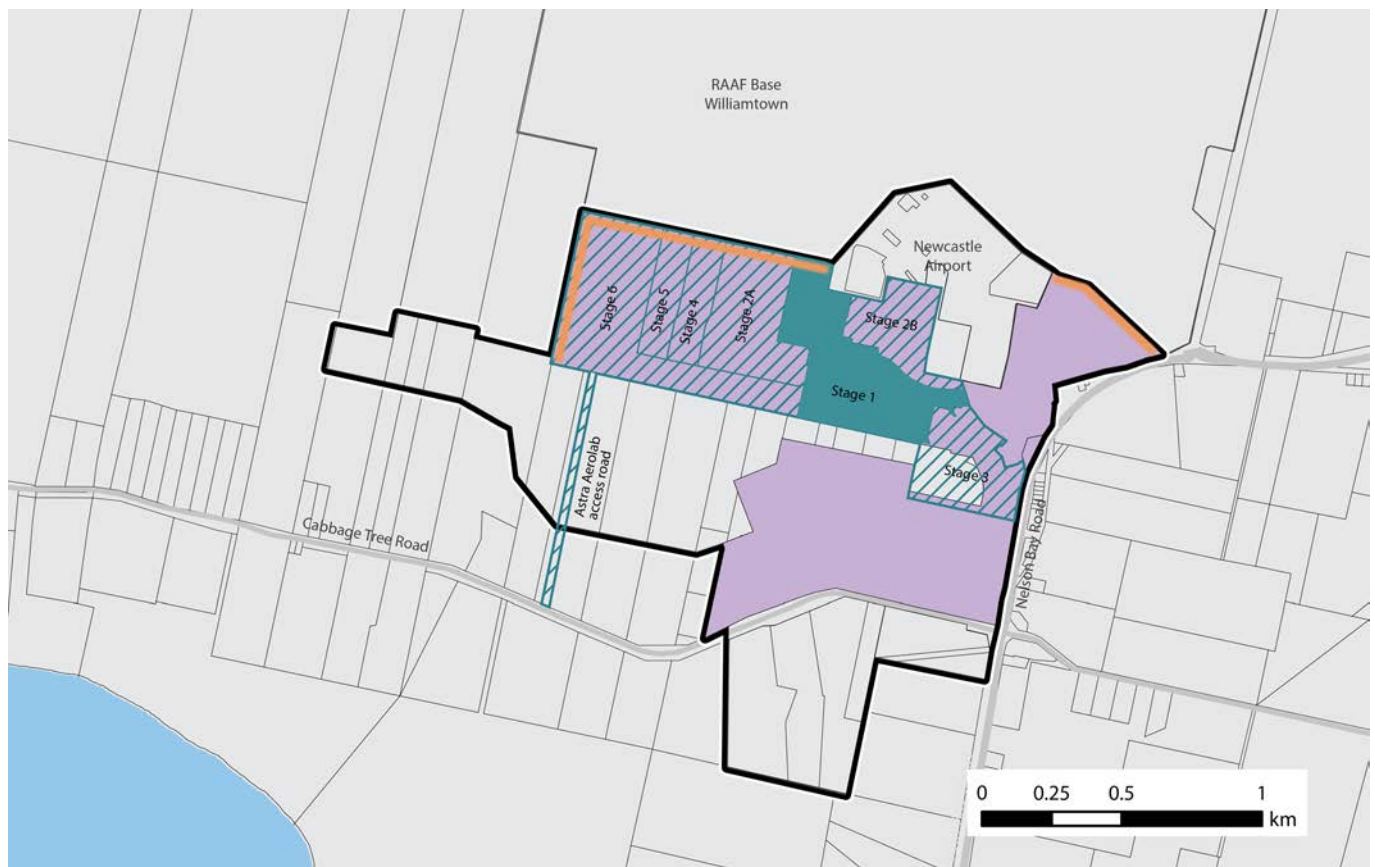 RAAF Base
Williamtown
Newcastle
Airport
Stage 6
Stage 5
Stage 4
Stage 2A
Stage 2B
Stage 1
Stage 3
Astra Aerolab
access road
Cabbage Tree Road
Nelson Bay Road
0 0.25 0.5 1
km